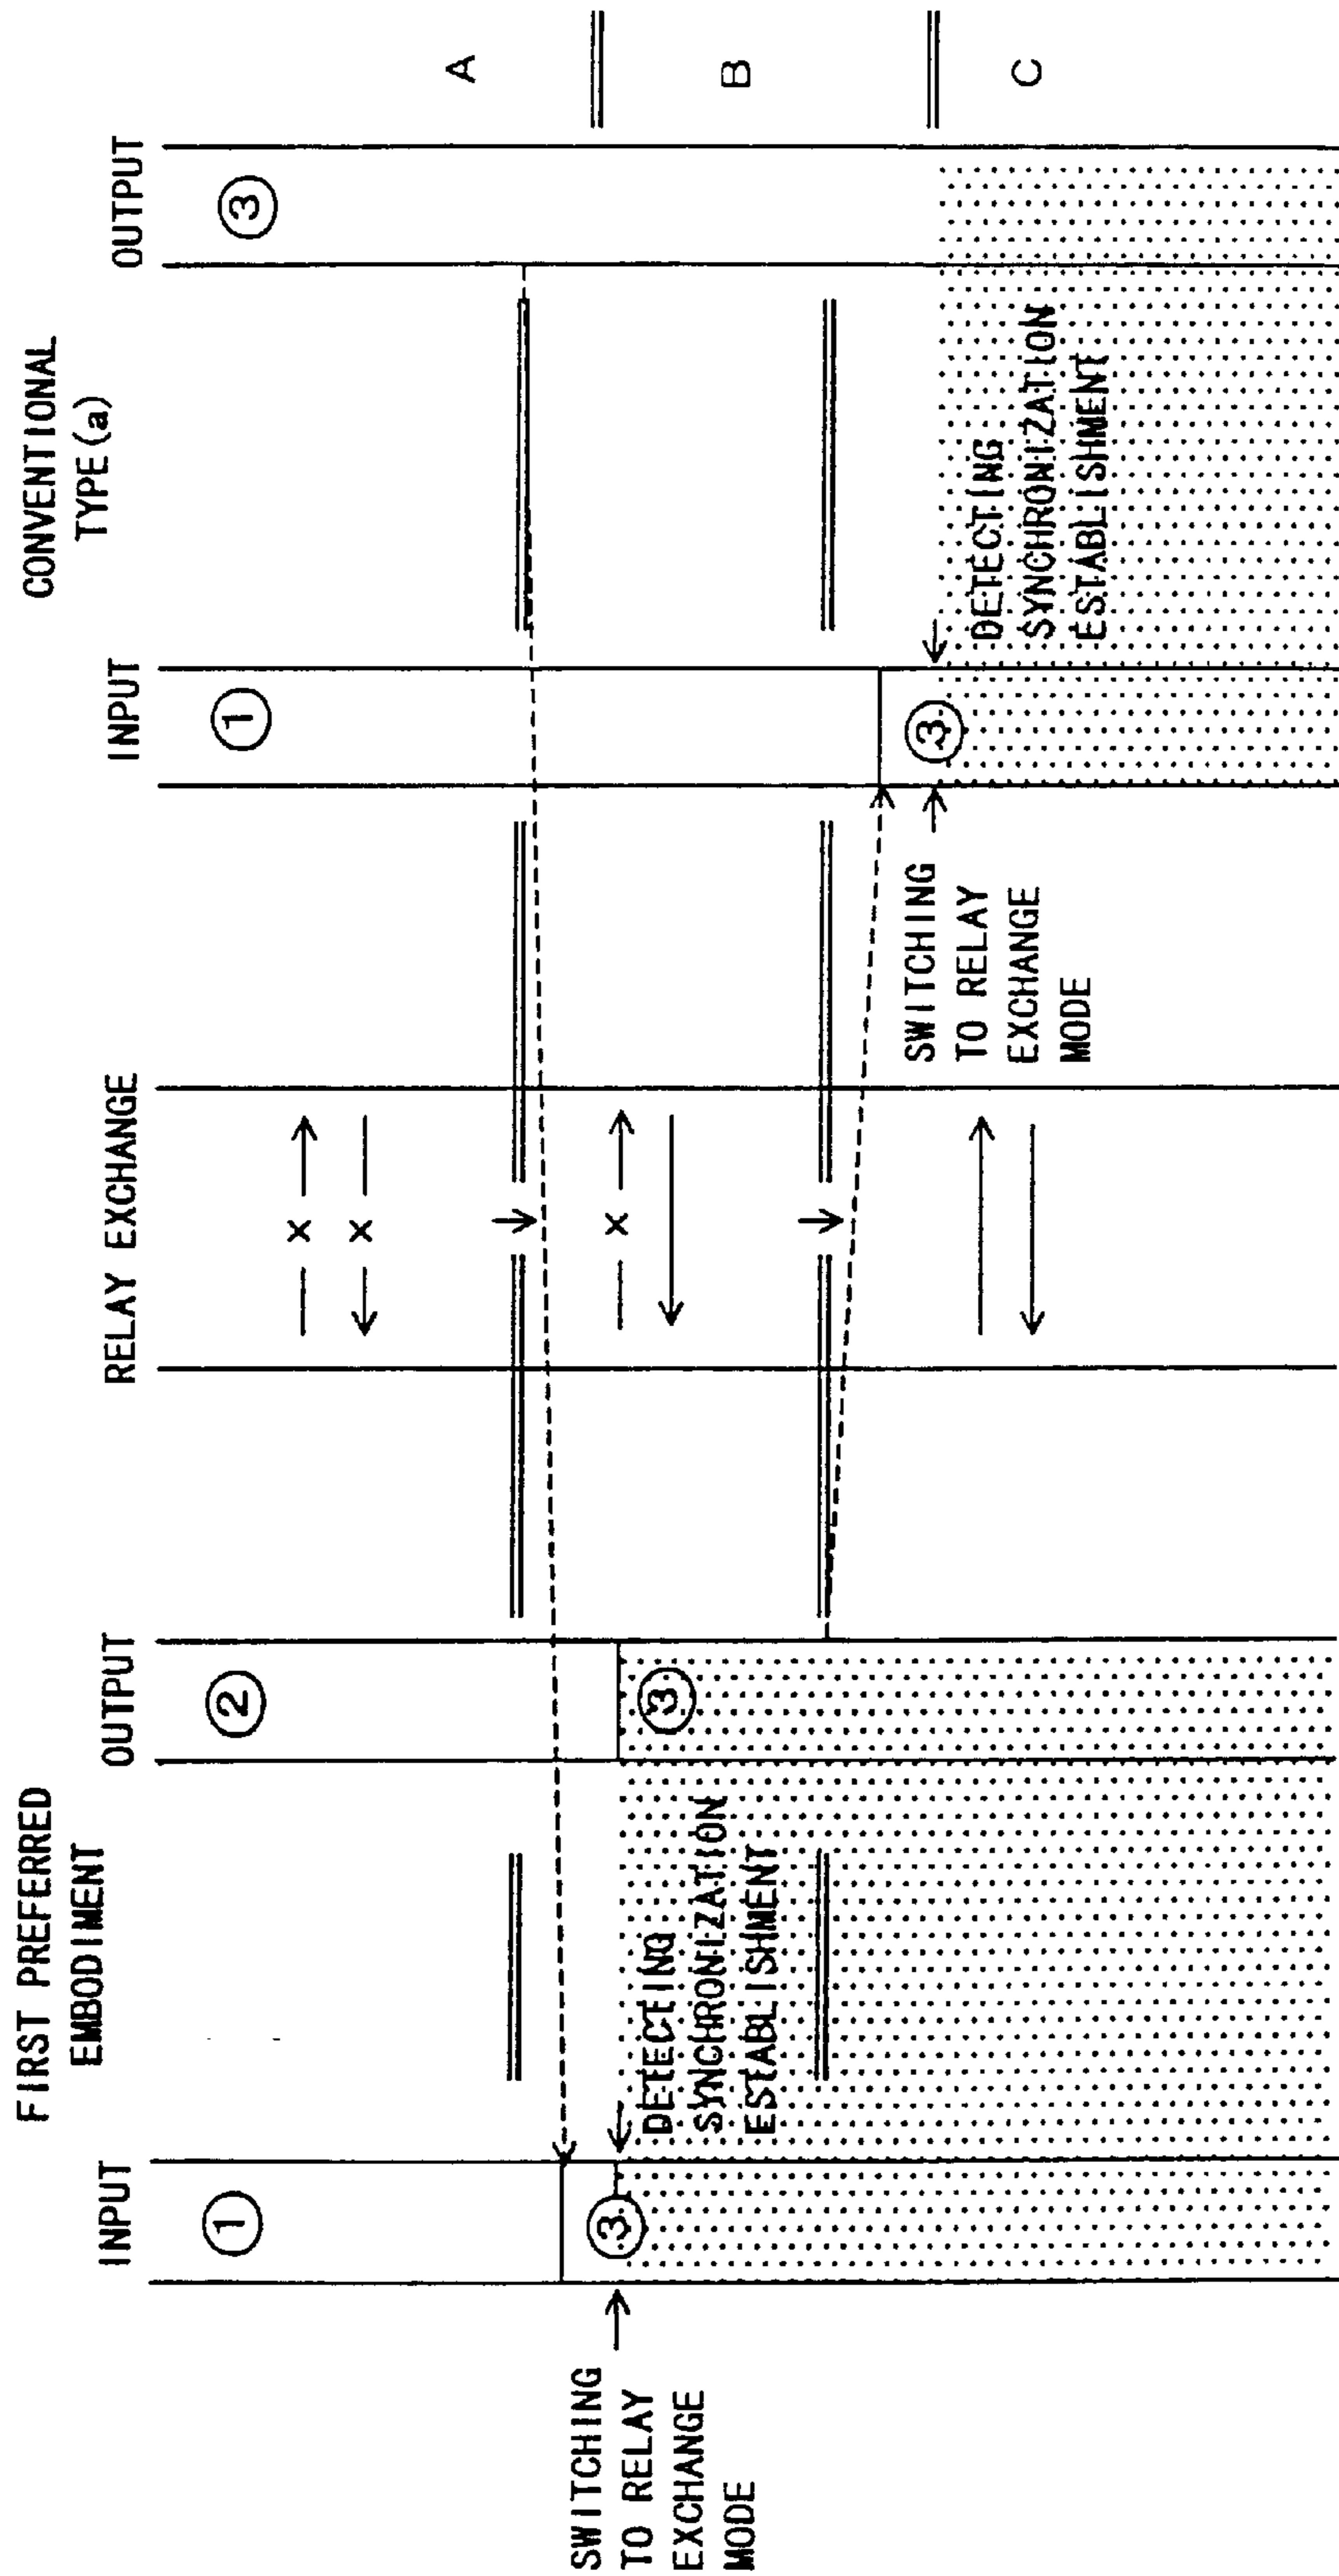 FIRST PREFERRED
EMBODIMENT
CONVENTIONAL
TYPE(a)
INPUT
OUTPUT
RELAY EXCHANGE
INPUT
OUTPUT
①
②
①
③
A
x
x
B
x
③
③
SWITCHING
TO RELAY
EXCHANGE
MODE
DETECTING
SYNCHRONIZATION
ESTABLISHMENT
③
C
SWITCHING
TO RELAY
EXCHANGE
MODE
DETECTING
SYNCHRONIZATION
ESTABLISHMENT